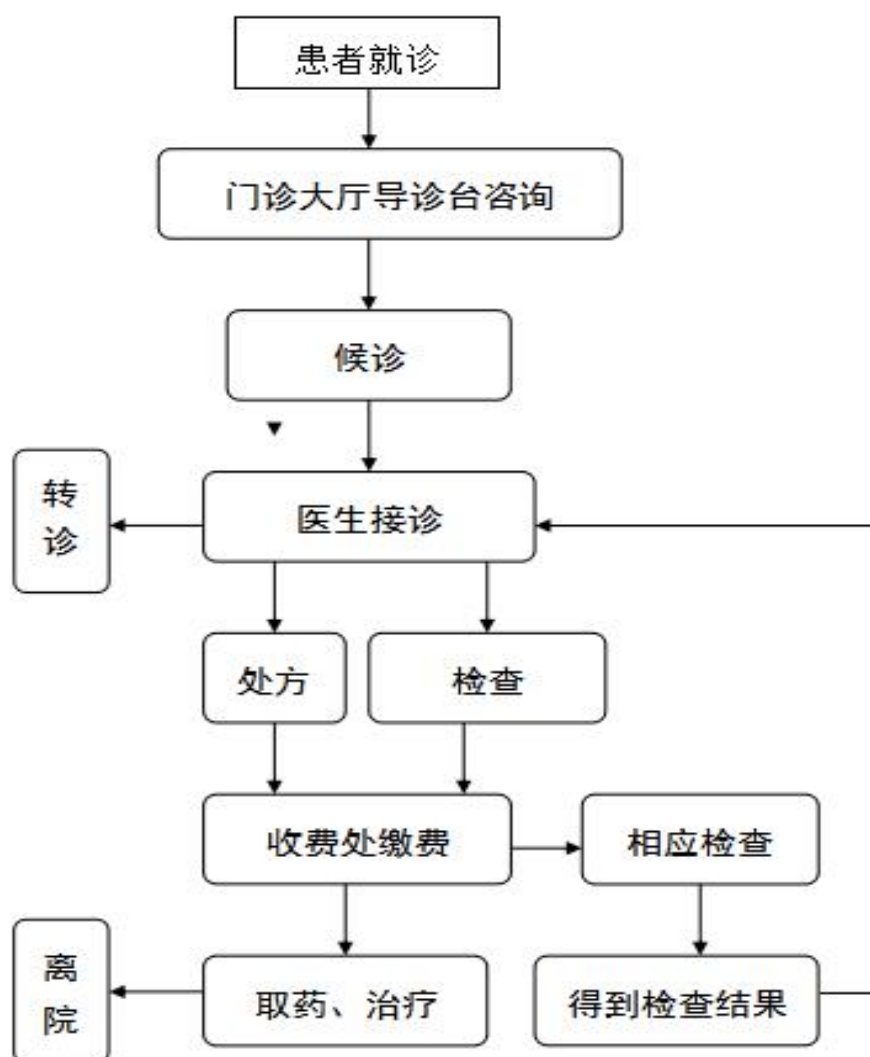 患者就诊
门诊大厅导诊台咨询
候诊
转
诊
医生接诊
处方
检查
收费处缴费
相应检查
离
院
取药、治疗
得到检查结果